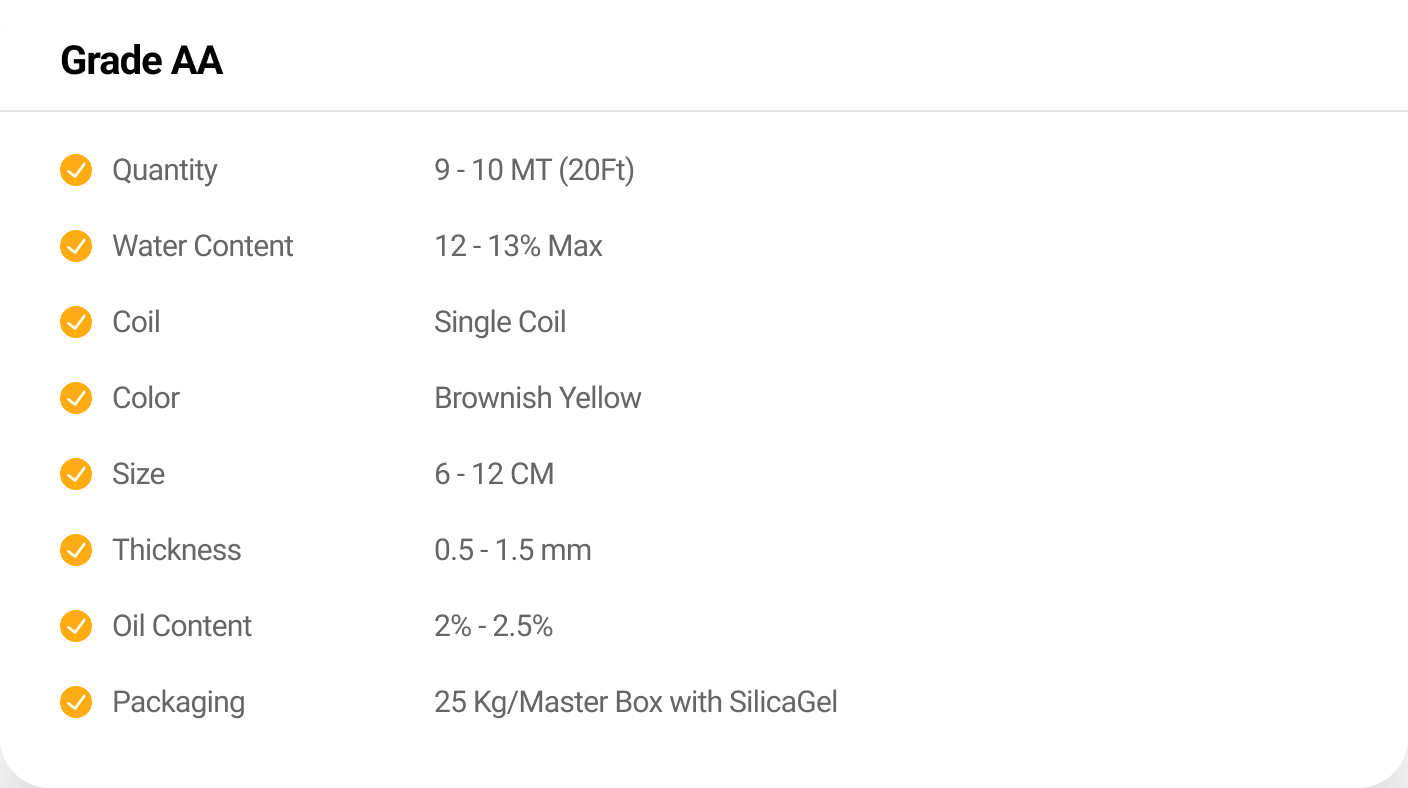 Grade AA
Quantity 9 - 10 MT (20Ft)
Water Content 12 - 13% Max
Coil Single Coil
Color Brownish Yellow
Size 6 - 12 CM
Thickness 0.5 - 1.5 mm
Oil Content 2% - 2.5%
Packaging 25 Kg/Master Box with SilicaGel